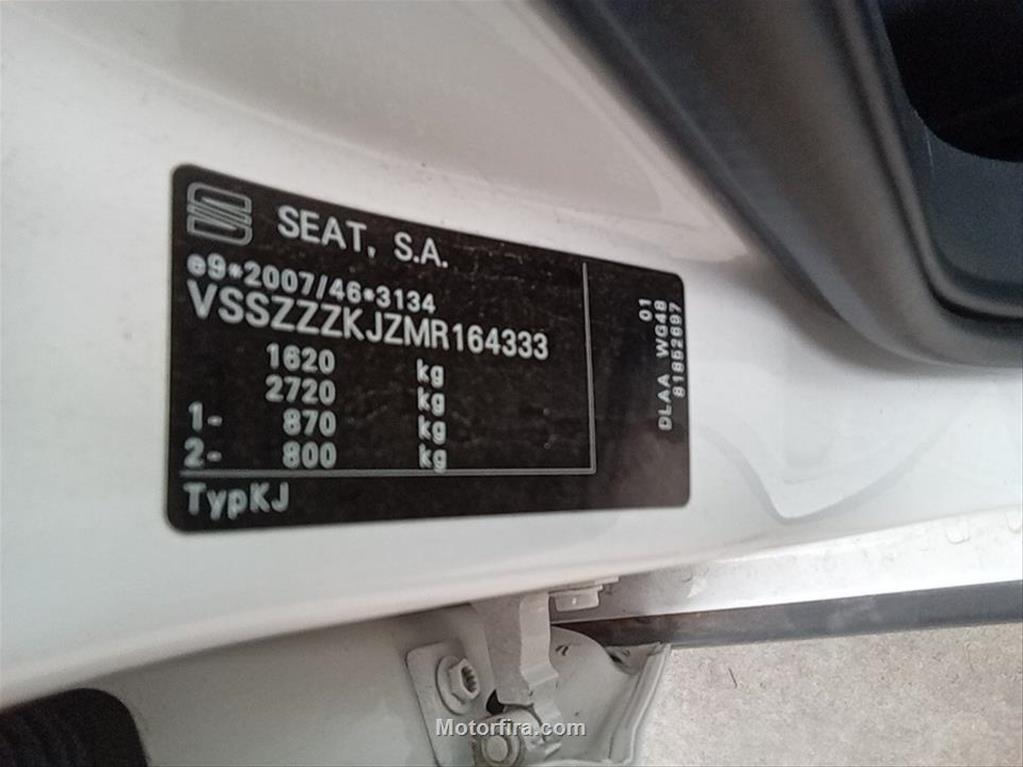 SEAT, S.A.
e9*2007/46*3134
VSSZZZKJZMR164333
1620 kg
2720 kg
1- 870 kg
2- 800 kg
TypKJ
01
DLAA WG48
81852697
Motorfira.com